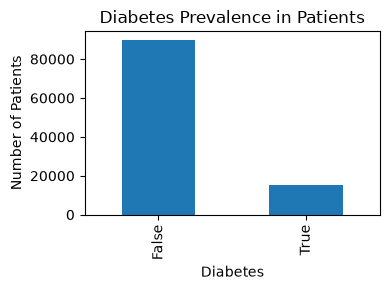 Diabetes Prevalence in Patients
Number of Patients
80000
60000
40000
20000
0
False
True
Diabetes